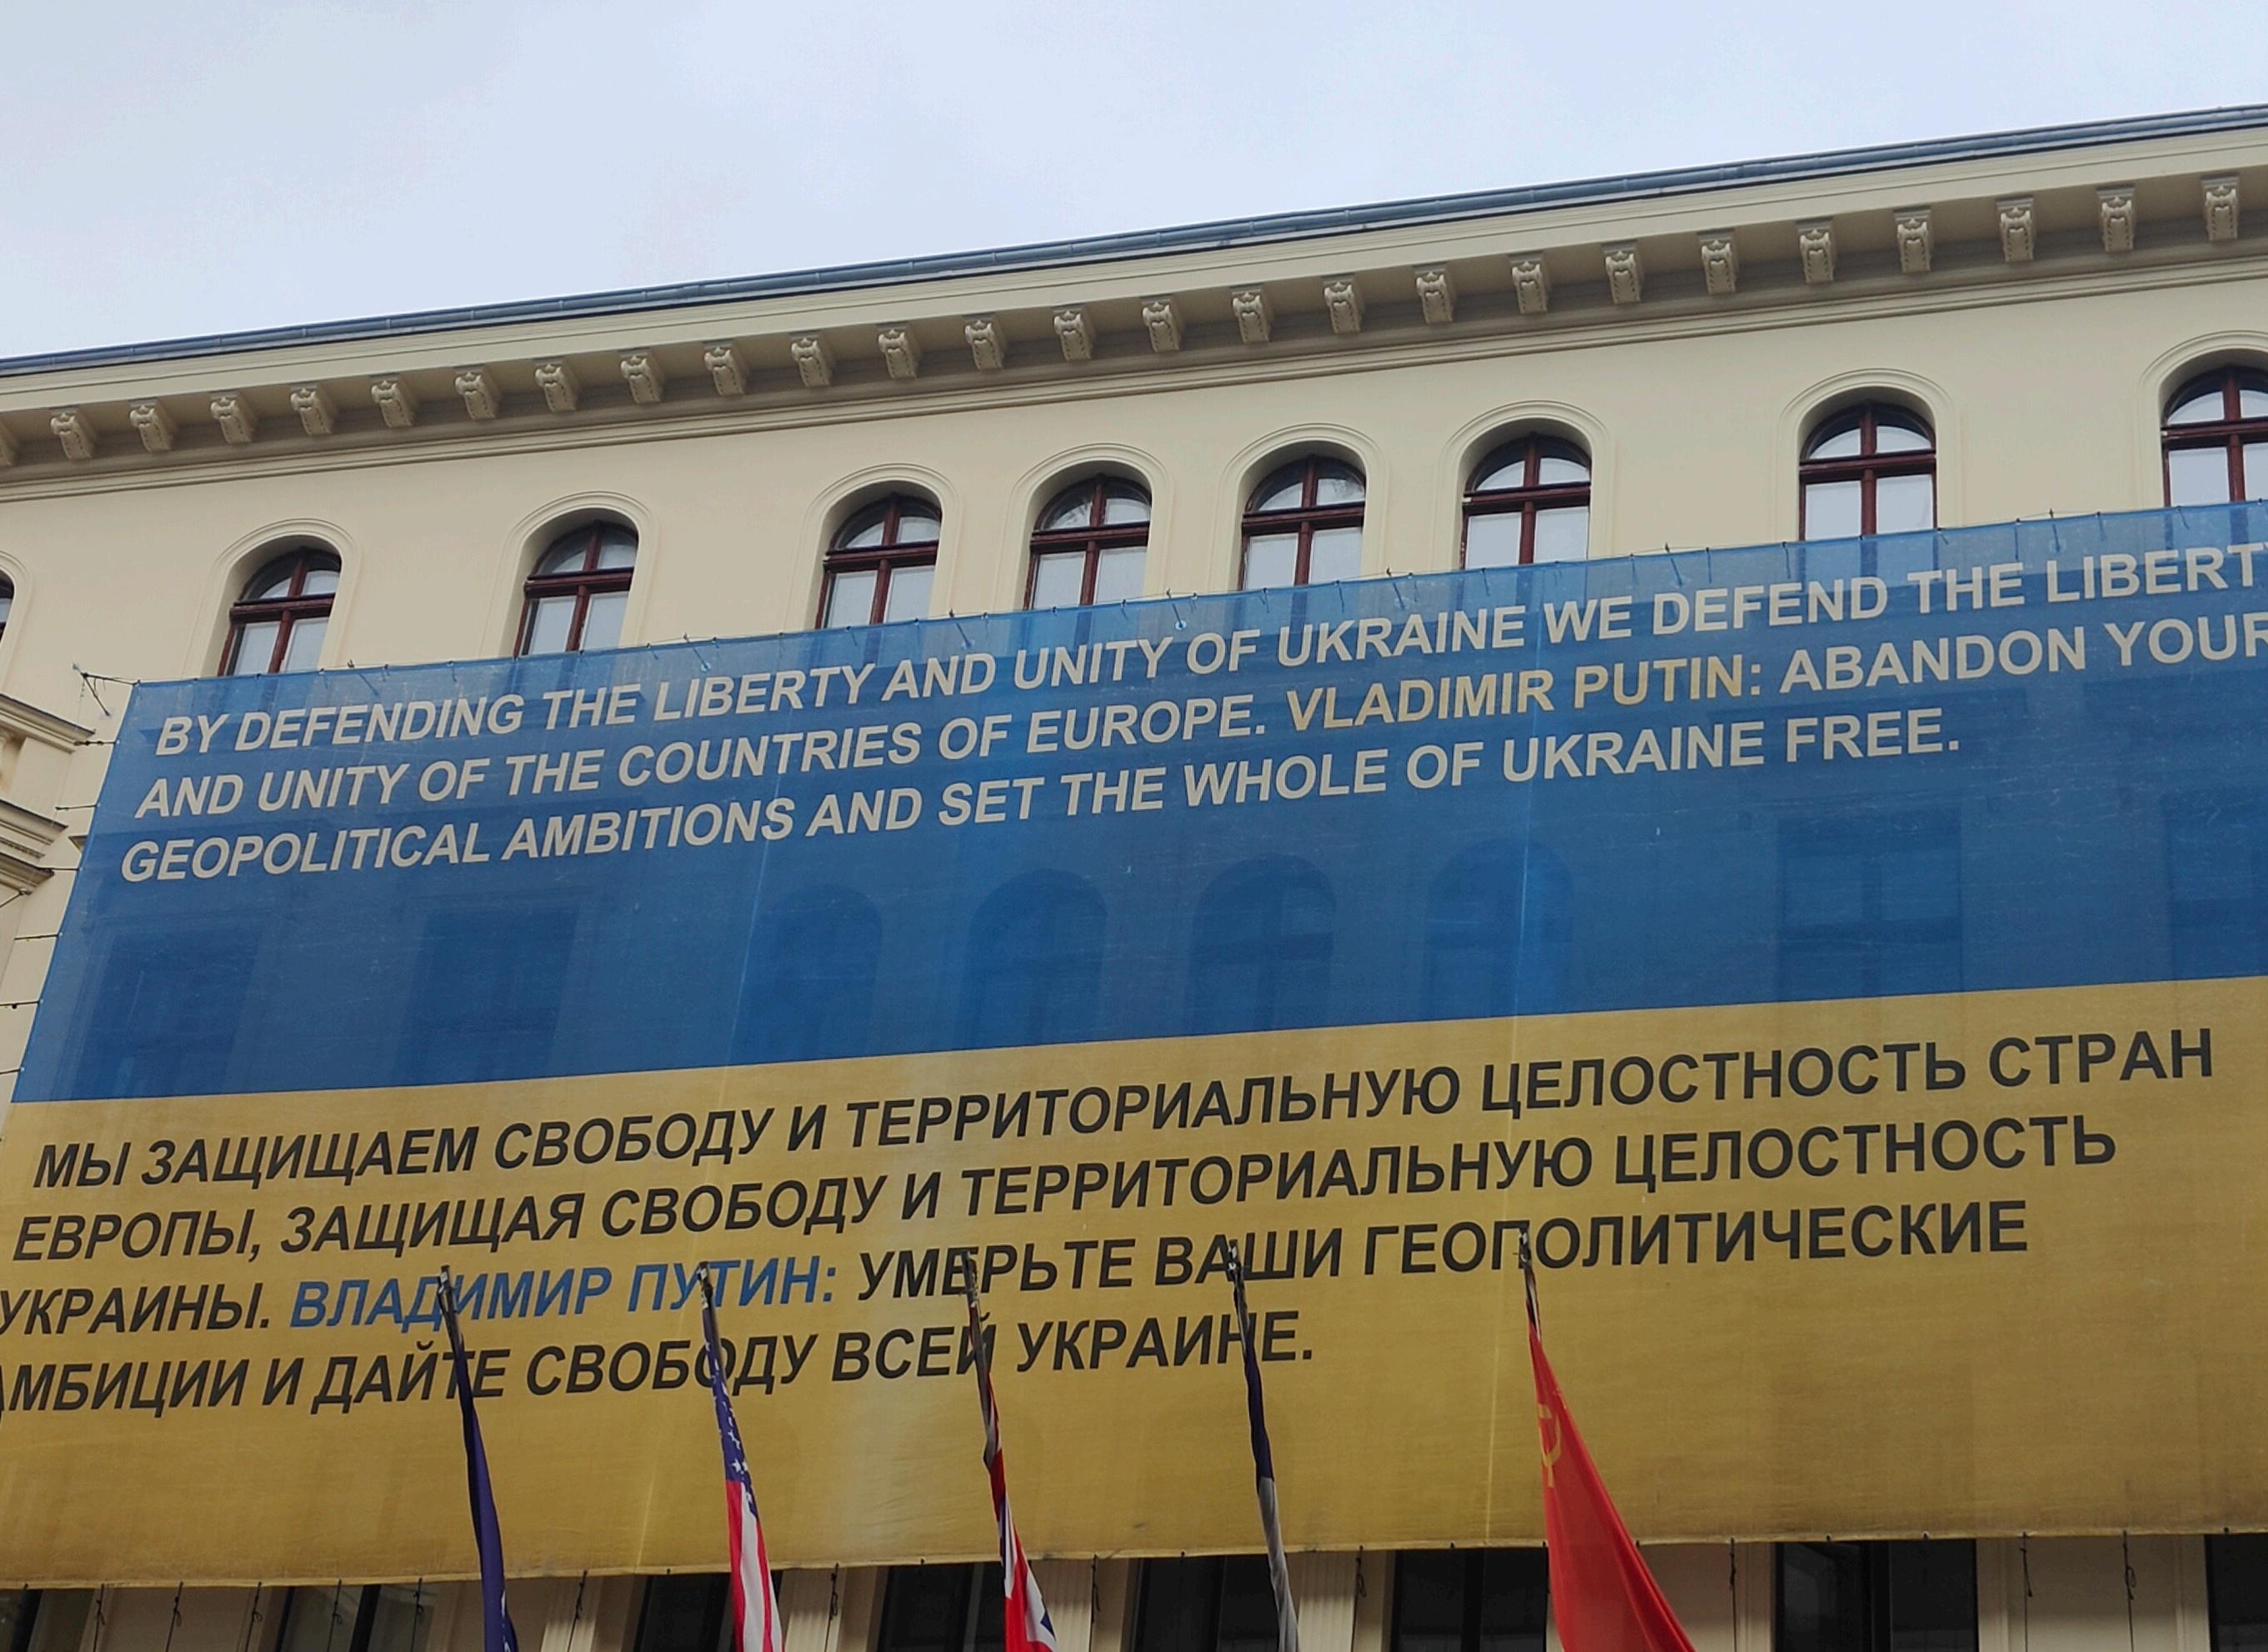 BY DEFENDING THE LIBERTY AND UNITY OF UKRAINE WE DEFEND THE LIBERTY
AND UNITY OF THE COUNTRIES OF EUROPE. VLADIMIR PUTIN: ABANDON YOUR
GEOPOLITICAL AMBITIONS AND SET THE WHOLE OF UKRAINE FREE.
МЫ ЗАЩИЩАЕМ СВОБОДУ И ТЕРРИТОРИАЛЬНУЮ ЦЕЛОСТНОСТЬ СТРАН
ЕВРОПЫ, ЗАЩИЩАЯ СВОБОДУ И ТЕРРИТОРИАЛЬНУЮ ЦЕЛОСТНОСТЬ
УКРАИНЫ. ВЛАДИМИР ПУТИН: УМЕРЬТЕ ВАШИ ГЕОПОЛИТИЧЕСКИЕ
АМБИЦИИ И ДАЙТЕ СВОБОДУ ВСЕЙ УКРАИНЕ.